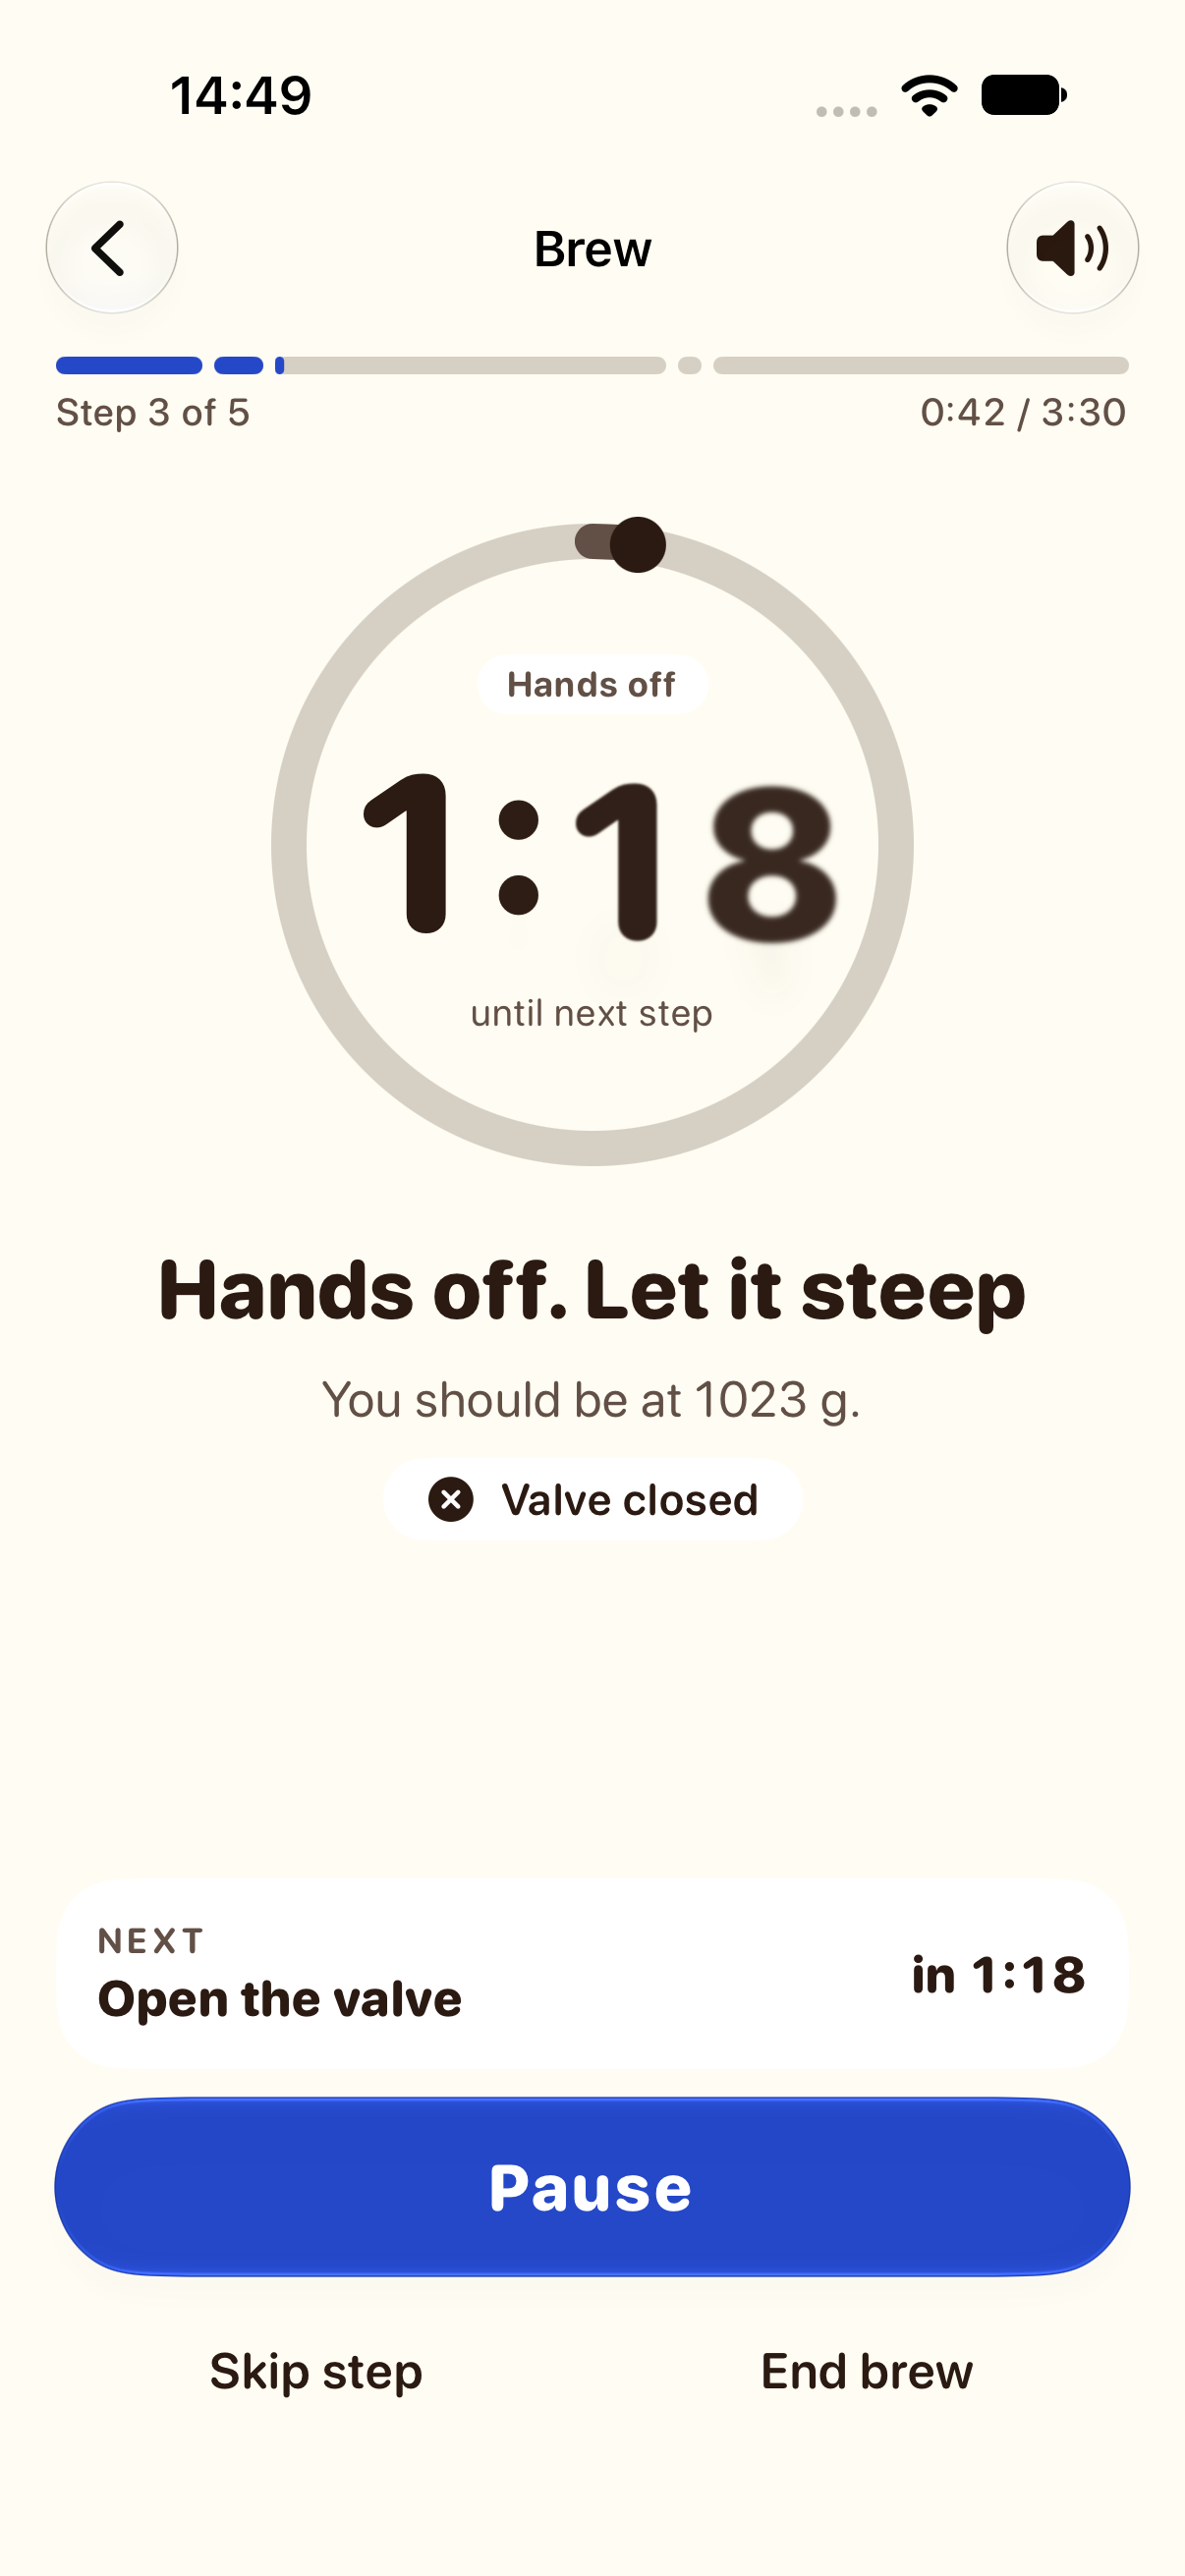 14:49
Brew
Step 3 of 5
0:42 / 3:30
Hands off
1:18
until next step
Hands off. Let it steep
You should be at 1023 g.
Valve closed
NEXT
Open the valve
in 1:18
Pause
Skip step
End brew